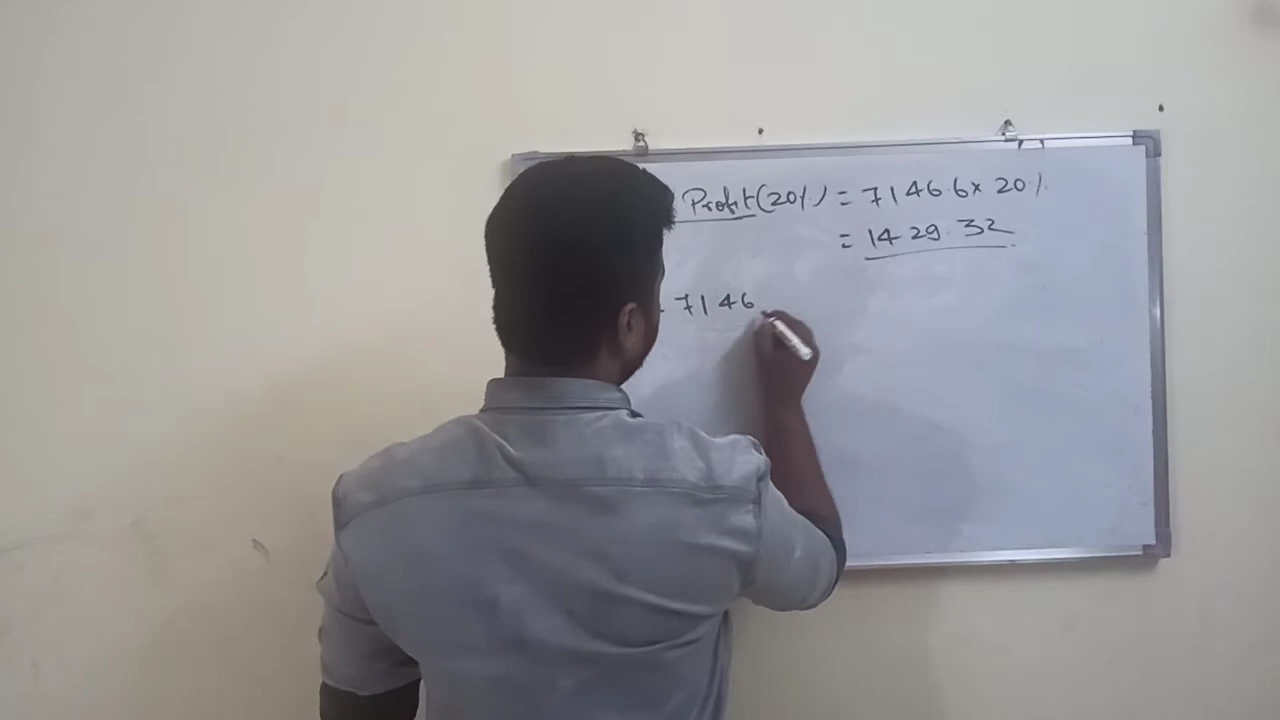 Profit (20%) = 7146.6 x 20%.
= 1429.32
7146